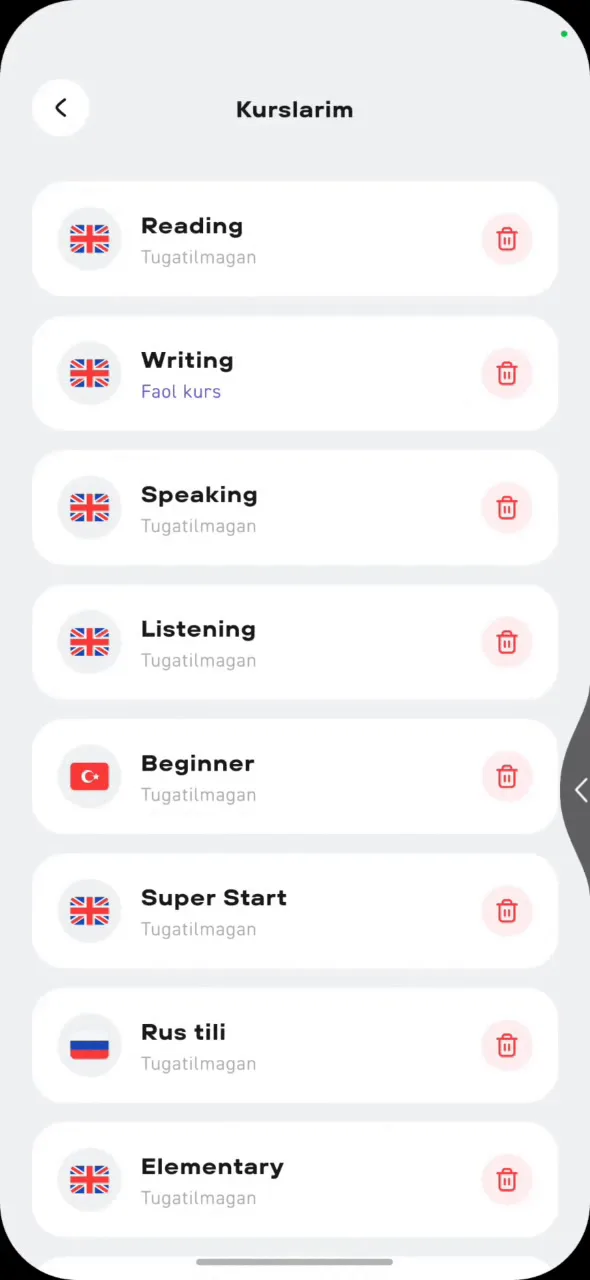 Kurslarim
Reading
Tugatilmagan
Writing
Faol kurs
Speaking
Tugatilmagan
Listening
Tugatilmagan
Beginner
Tugatilmagan
Super Start
Tugatilmagan
Rus tili
Tugatilmagan
Elementary
Tugatilmagan